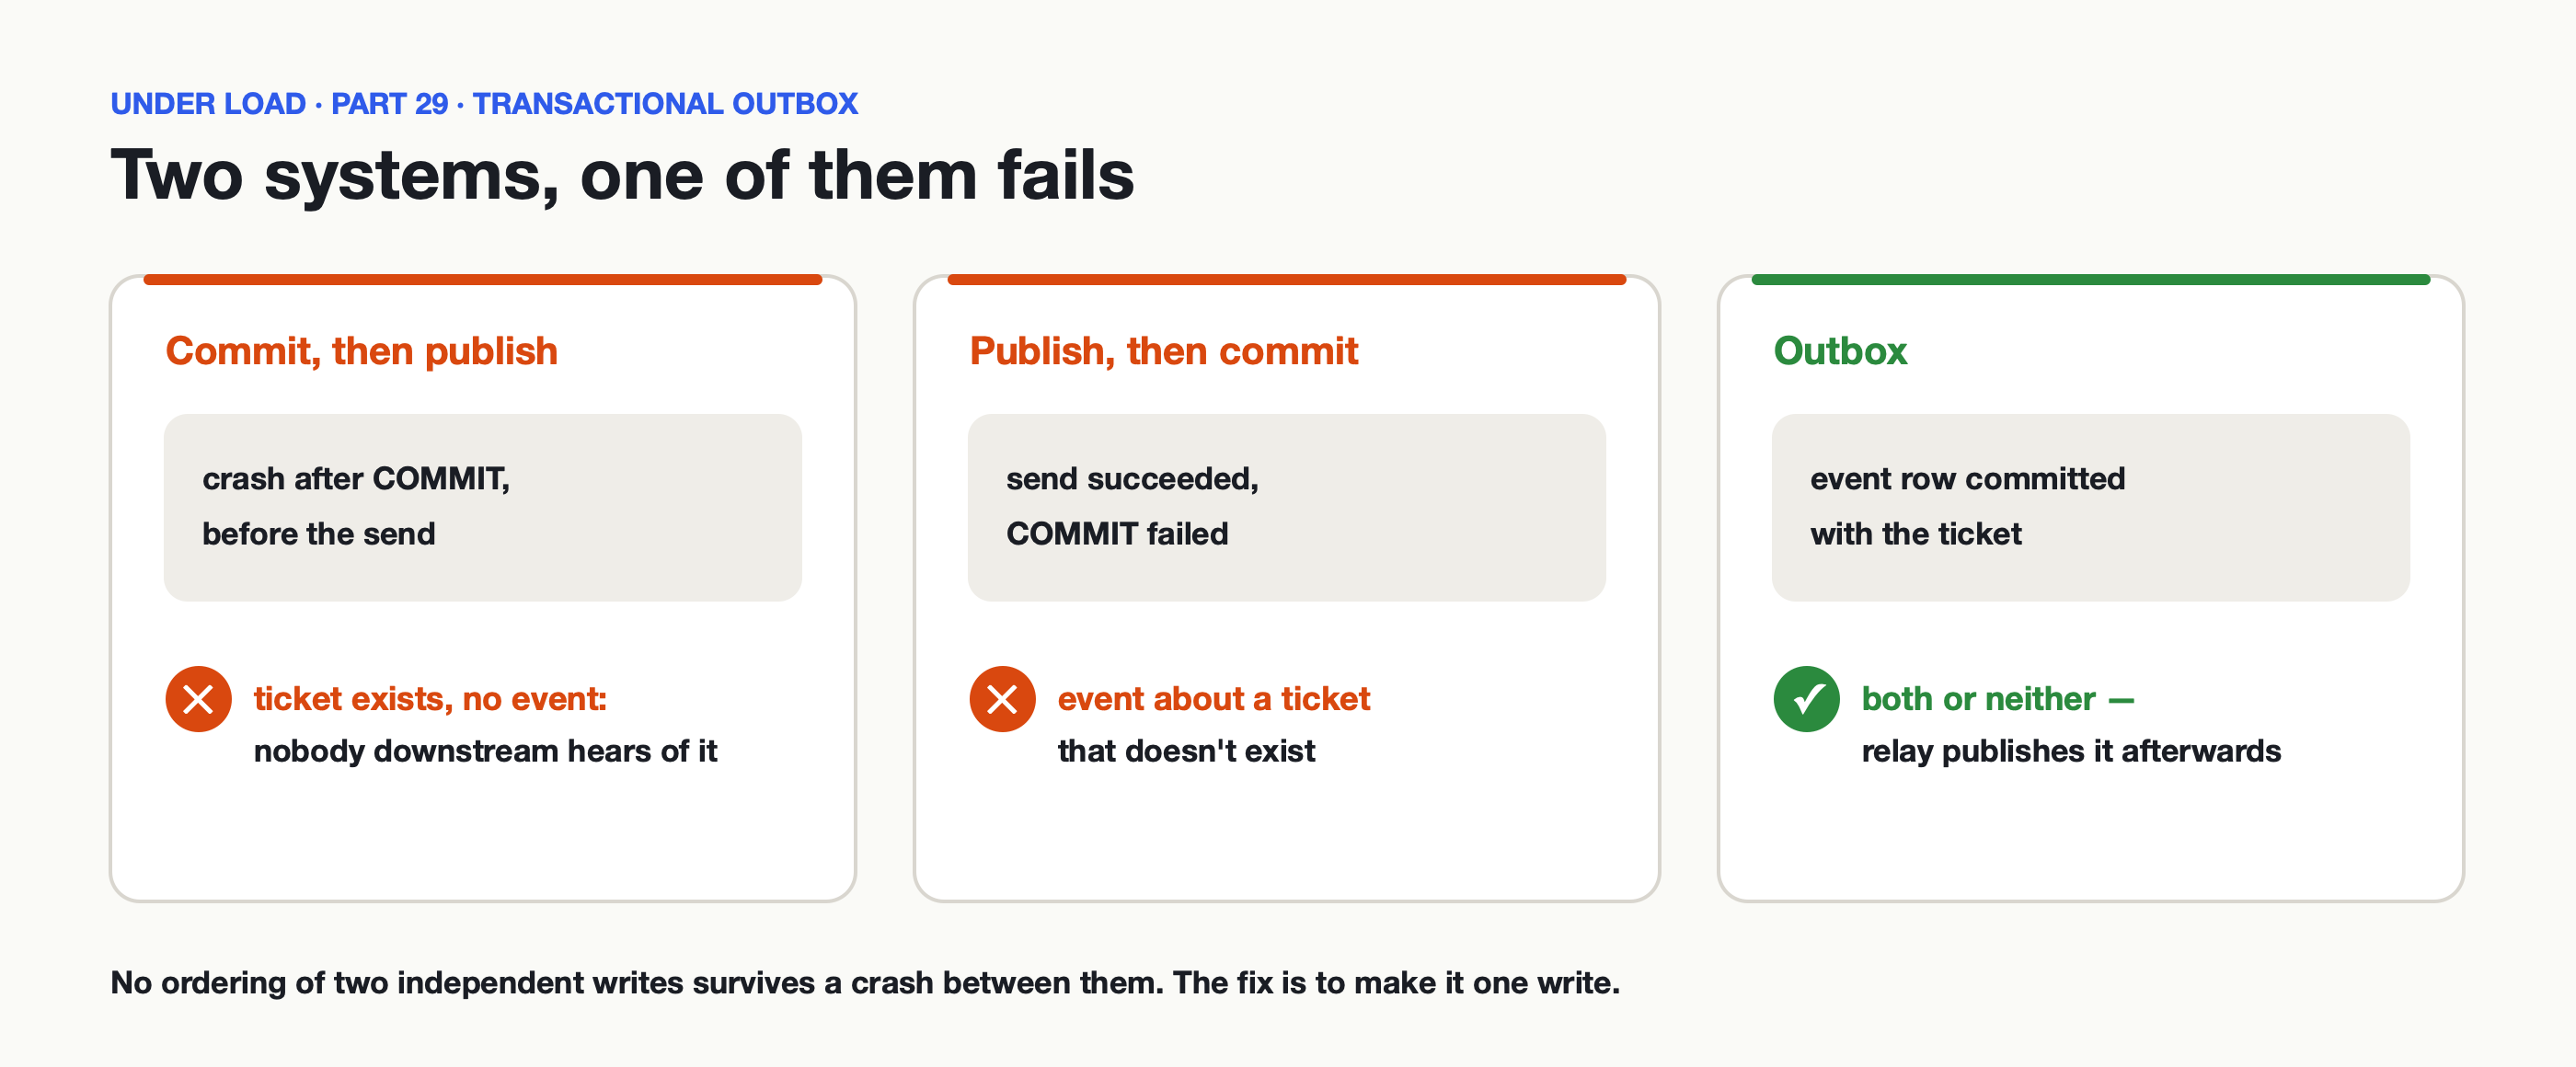 UNDER LOAD · PART 29 · TRANSACTIONAL OUTBOX
Two systems, one of them fails
Commit, then publish
crash after COMMIT,
before the send
ticket exists, no event:
nobody downstream hears of it
Publish, then commit
send succeeded,
COMMIT failed
event about a ticket
that doesn't exist
Outbox
event row committed
with the ticket
both or neither —
relay publishes it afterwards
No ordering of two independent writes survives a crash between them. The fix is to make it one write.